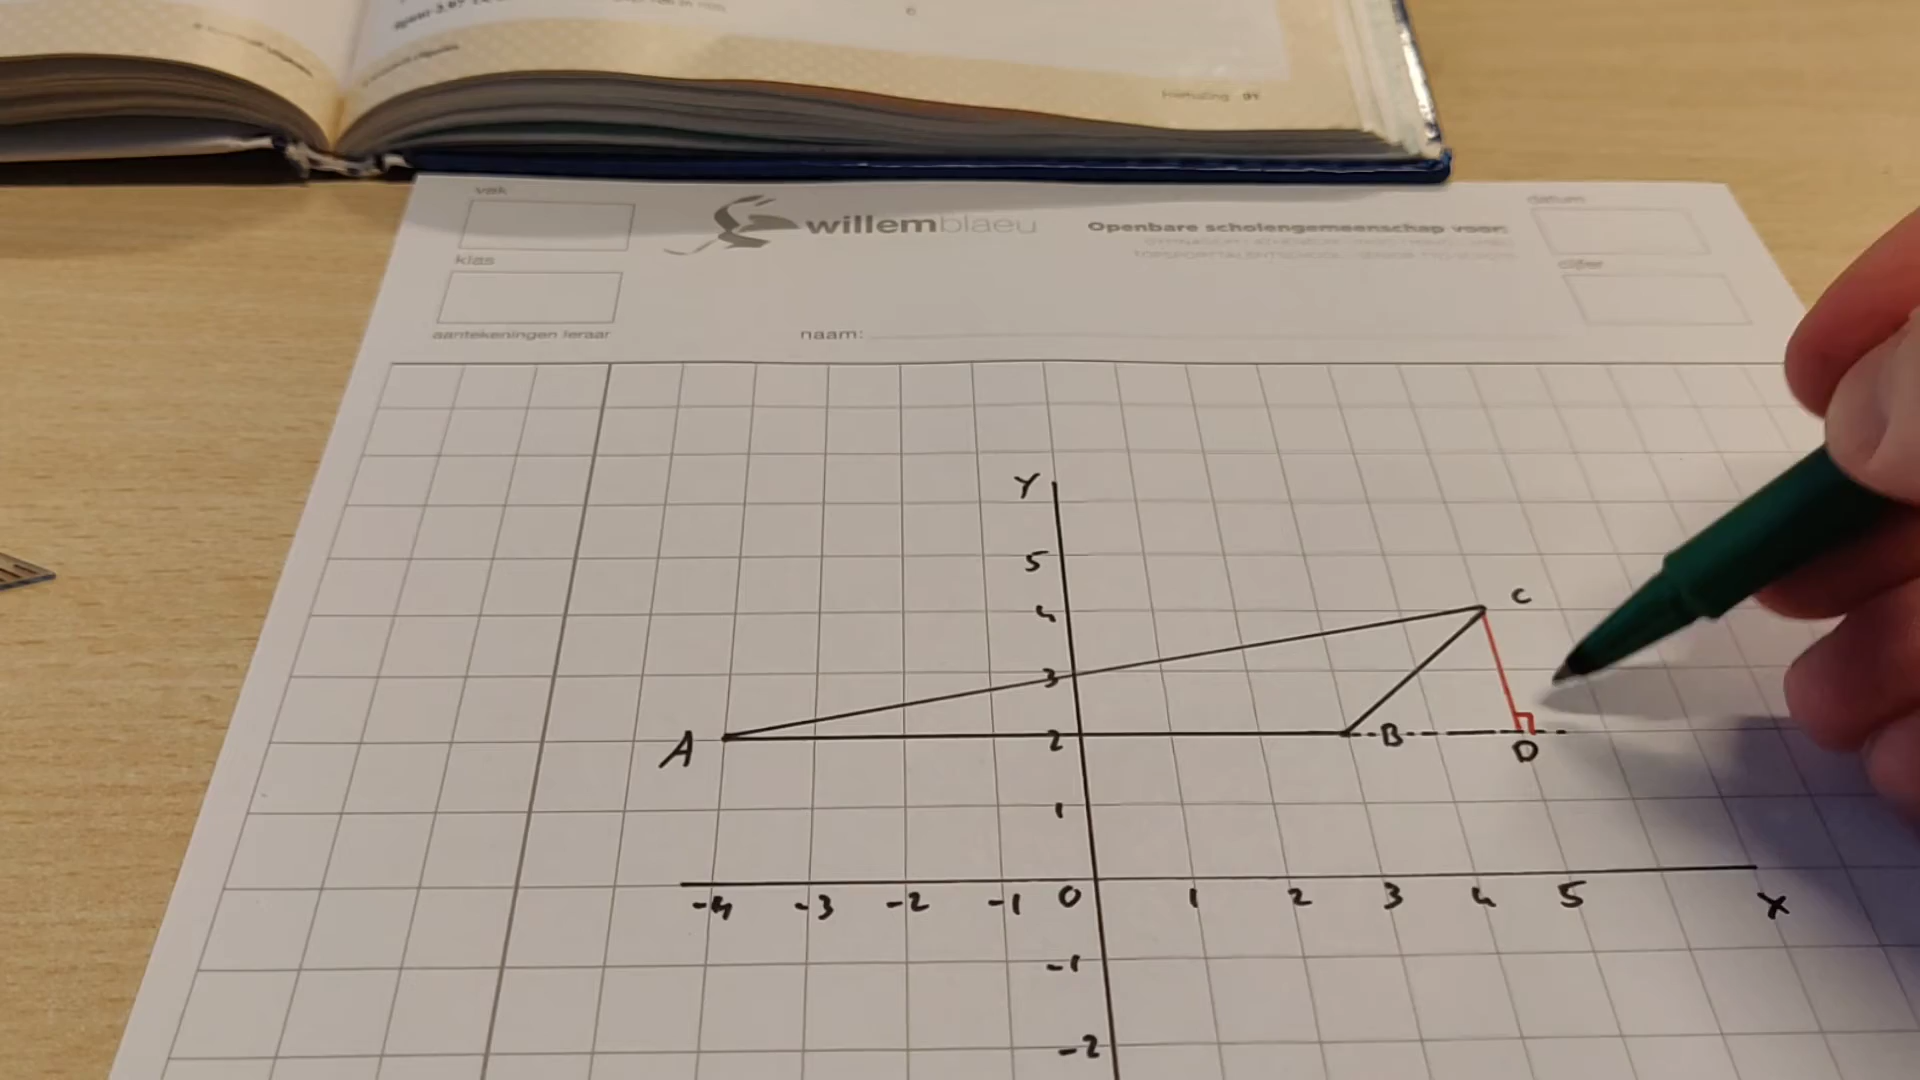 91
vak
willemblaeu
Openbare scholengemeenschap voor:
datum
klas
cijfer
aantekeningen leraar
naam:
Y
5
4
C
3
A
2
B
D
1
-4 -3 -2 -1 0 1 2 3 4 5 X
-1
-2